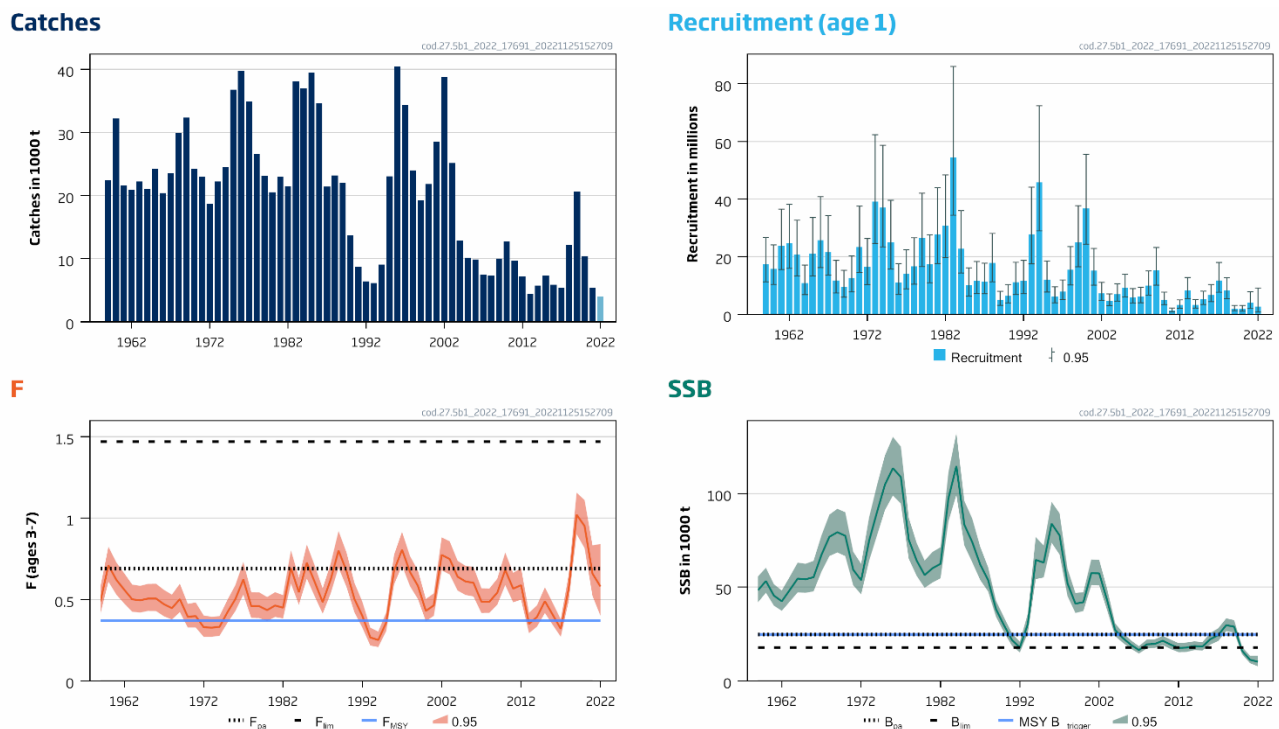 Catches
cod.27.5b1_2022_17691_20221125152709
Catches in 1000 t
40
30
20
10
0
1962 1972 1982 1992 2002 2012 2022
Recruitment (age 1)
cod.27.5b1_2022_17691_20221125152709
Recruitment in millions
80
60
40
20
0
1962 1972 1982 1992 2002 2012 2022
Recruitment 0.95
F
cod.27.5b1_2022_17691_20221125152709
F (ages 3-7)
1.5
1
0.5
0
1962 1972 1982 1992 2002 2012 2022
Fpa Flim FMSY 0.95
SSB
cod.27.5b1_2022_17691_20221125152709
SSB in 1000 t
100
50
0
1962 1972 1982 1992 2002 2012 2022
Bpa Blim MSY B trigger 0.95